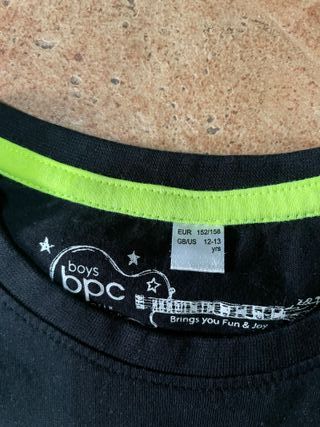 EUR 152/158
GB/US 12-13
yrs
boys
bpc
Brings you Fun & Joy